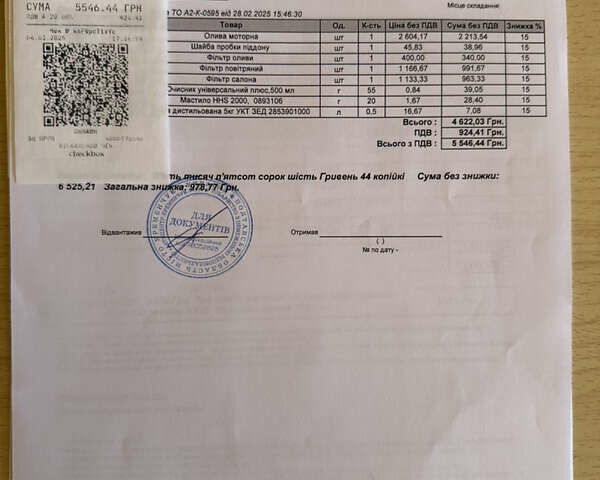 СУМА 5546.44 ГРН
924.41
Місце складання:
ТО А2-К-0595 від 28.02.2025 15:46:30
Товар Од. К-сть Ціна без ПДВ Сума без ПДВ Знижка %
Олива моторна шт 1 2 604,17 2 213,54 15
Шайба пробки піддону шт 1 45,83 38,96 15
Фільтр оливи шт 1 400,00 340,00 15
Фільтр повітряний шт 1 1 166,67 991,67 15
Фільтр салона шт 1 1 133,33 963,33 15
Очисник універсальний плюс,500 мл г 55 0,84 39,05 15
Мастило HHS 2000, 0893106 г 20 1,67 28,40 15
дистильована 5кг УКТ ЗЕД 2853901000 л 0,5 16,67 7,08 15
Всього : 4 622,03 Грн.
ПДВ : 924,41 Грн.
Всього з ПДВ : 5 546,44 Грн.
checkbox
тисяч п'ятсот сорок шість Гривень 44 копійкі Сума без знижки:
6 525,21 Загальна знижка: 978,77 Грн.
ДЛЯ
ДОКУМЕНТІВ
Відвантажив Отримав
( )
№ по дату -